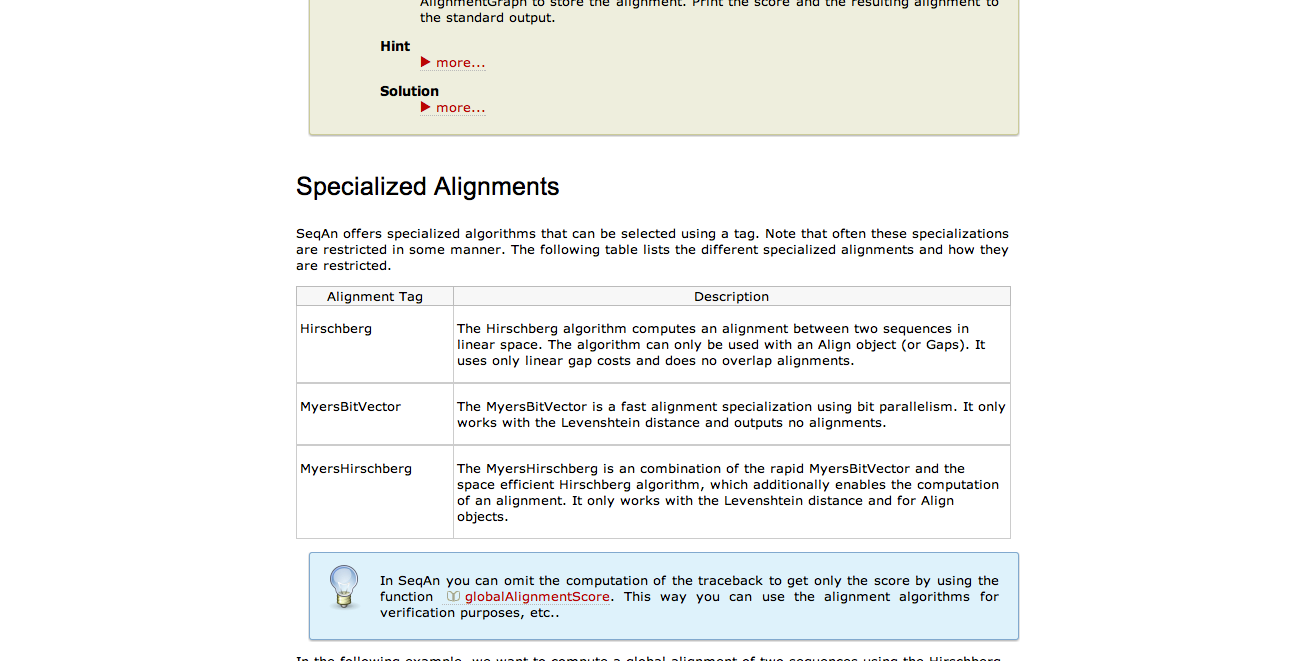 AlignmentGraph to store the alignment. Print the score and the resulting alignment to
the standard output.
Hint
more...
Solution
more...
Specialized Alignments
SeqAn offers specialized algorithms that can be selected using a tag. Note that often these specializations
are restricted in some manner. The following table lists the different specialized alignments and how they
are restricted.
Alignment Tag
Description
Hirschberg
The Hirschberg algorithm computes an alignment between two sequences in
linear space. The algorithm can only be used with an Align object (or Gaps). It
uses only linear gap costs and does no overlap alignments.
MyersBitVector
The MyersBitVector is a fast alignment specialization using bit parallelism. It only
works with the Levenshtein distance and outputs no alignments.
MyersHirschberg
The MyersHirschberg is an combination of the rapid MyersBitVector and the
space efficient Hirschberg algorithm, which additionally enables the computation
of an alignment. It only works with the Levenshtein distance and for Align
objects.
In SeqAn you can omit the computation of the traceback to get only the score by using the
function globalAlignmentScore. This way you can use the alignment algorithms for
verification purposes, etc..
In the following example, we want to compute a global alignment of two sequences using the Hirschberg